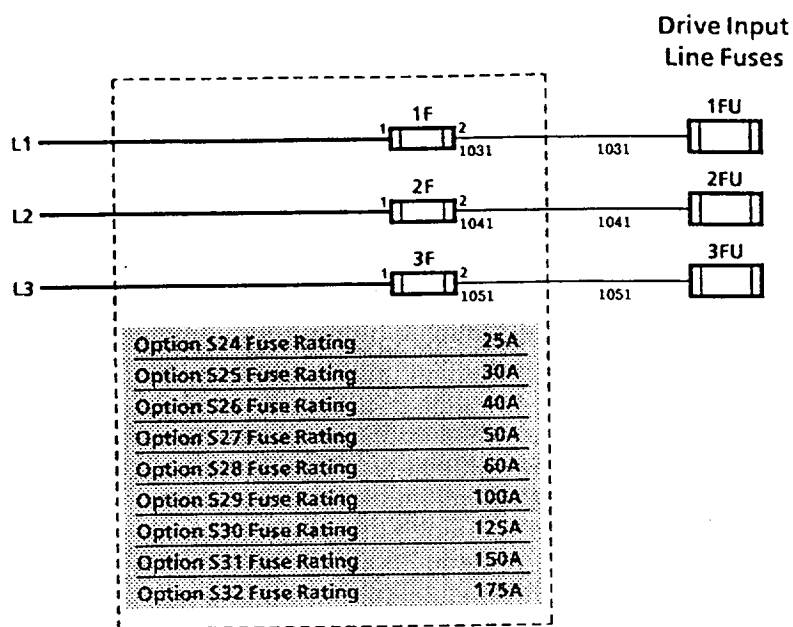 Drive Input
Line Fuses
1F
1FU
L1
1
2
1031
1031
2F
2FU
L2
1
2
1041
1041
3F
3FU
L3
1
2
1051
1051
Option S24 Fuse Rating 25A
Option S25 Fuse Rating 30A
Option S26 Fuse Rating 40A
Option S27 Fuse Rating 50A
Option S28 Fuse Rating 60A
Option S29 Fuse Rating 100A
Option S30 Fuse Rating 125A
Option S31 Fuse Rating 150A
Option S32 Fuse Rating 175A